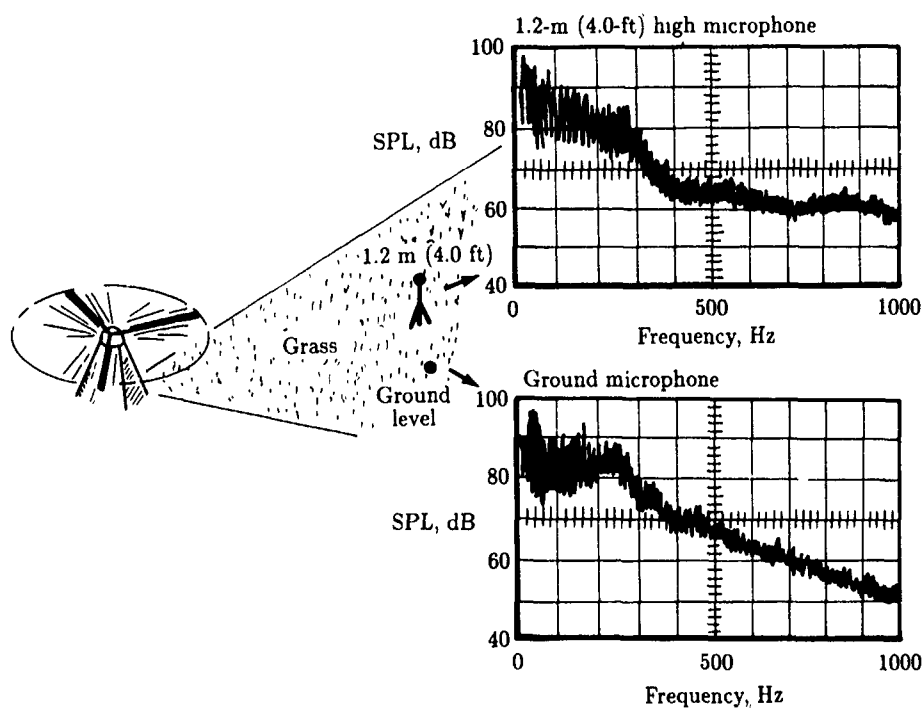 1.2-m (4.0-ft) high microphone
100
80
60
40
SPL, dB
0
500
1000
Frequency, Hz
1.2 m (4.0 ft)
Grass
Ground
level
Ground microphone
100
80
60
40
SPL, dB
0
500
1000
Frequency, Hz